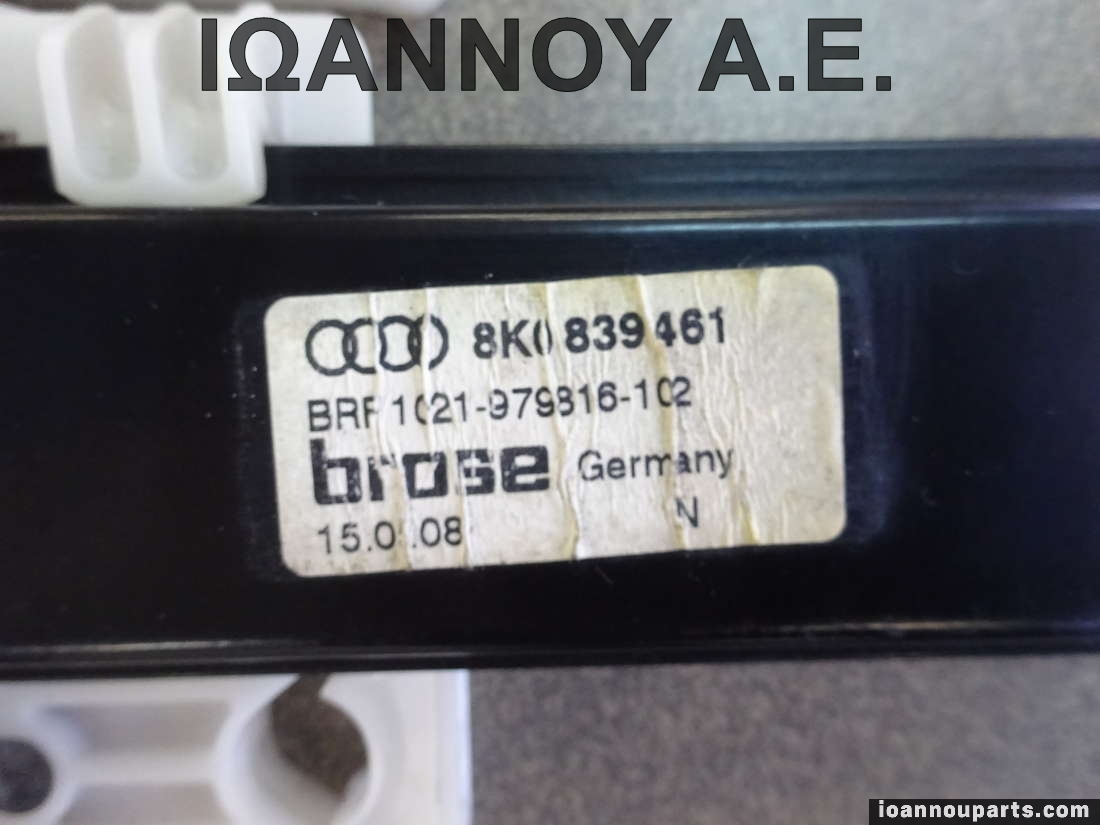 ΙΩΑΝΝΟΥ Α.Ε.
8K0 839 461
BRF 1021-979816-102
brose Germany
N
ioannouparts.com